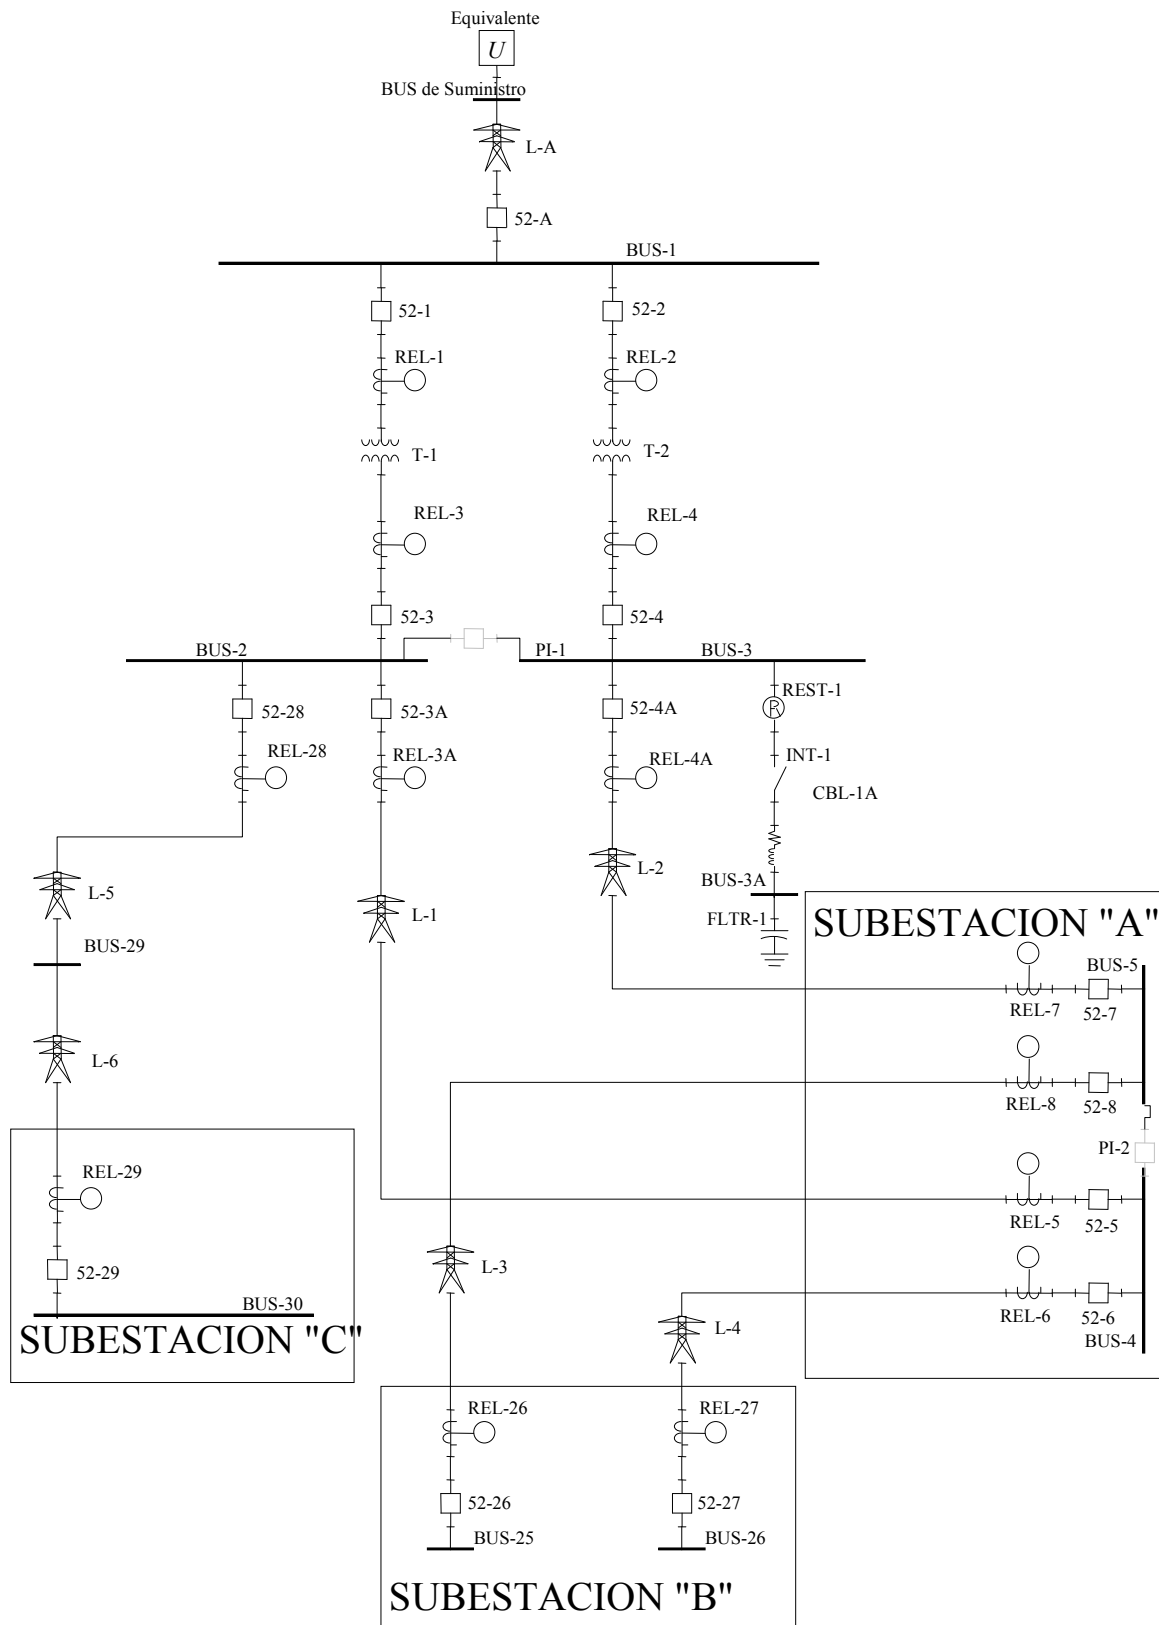 Equivalente
U
BUS de Suministro
L-A
52-A
BUS-1
52-1
52-2
REL-1
REL-2
T-1
T-2
REL-3
REL-4
52-3
52-4
BUS-2
PI-1
BUS-3
REST-1
R
52-28
52-3A
52-4A
REL-28
REL-3A
REL-4A
INT-1
CBL-1A
L-5
L-1
L-2
BUS-3A
FLTR-1
SUBESTACION "A"
BUS-29
BUS-5
REL-7
52-7
L-6
REL-8
52-8
PI-2
REL-29
REL-5
52-5
52-29
L-3
BUS-30
REL-6
52-6
SUBESTACION "C"
L-4
BUS-4
REL-26
REL-27
52-26
52-27
BUS-25
BUS-26
SUBESTACION "B"